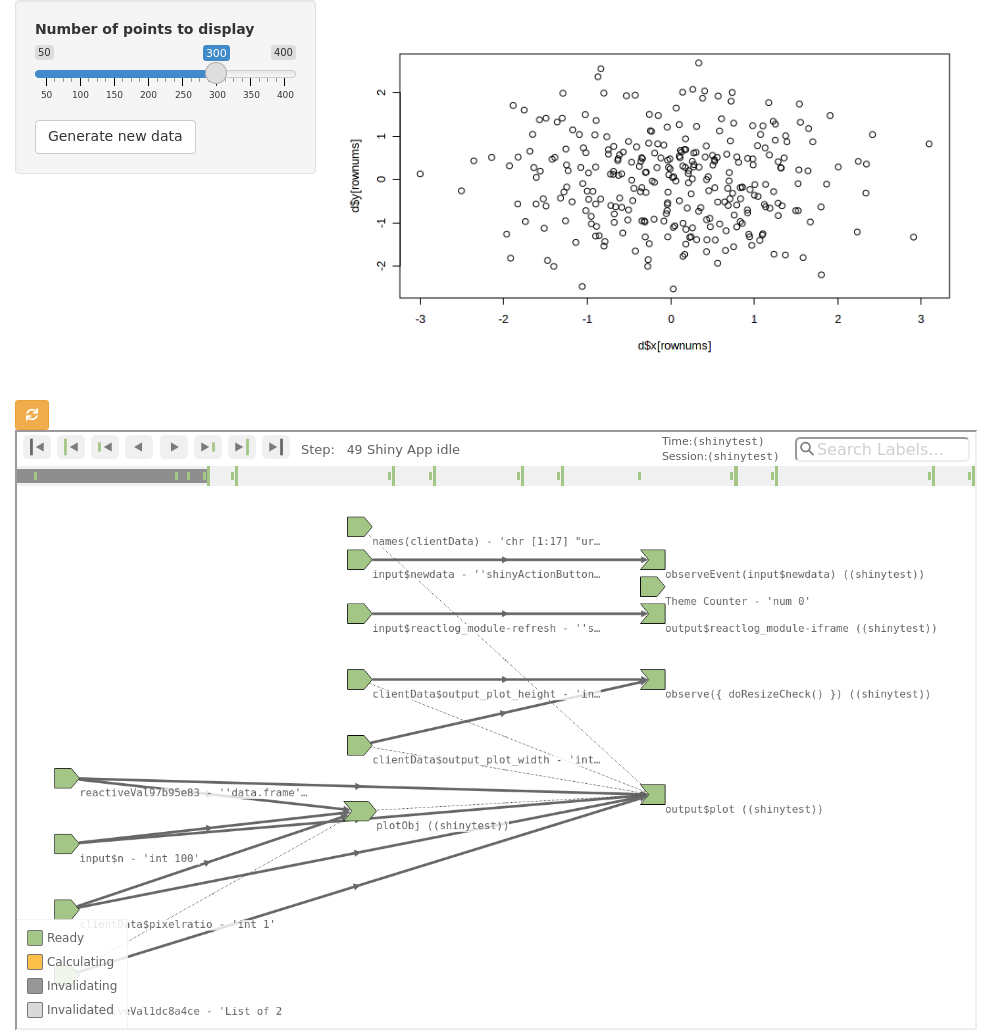 Number of points to display
50 300 400
50 100 150 200 250 300 350 400
Generate new data
d$y[rownums]
2
1
0
-1
-2
-3 -2 -1 0 1 2 3
d$x[rownums]
Step: 49 Shiny App idle
Time:(shinytest)
Session:(shinytest)
Search Labels…
names(clientData) - 'chr [1:17] "ur…
input$newdata - ''shinyActionButton…
observeEvent(input$newdata) ((shinytest))
Theme Counter - 'num 0'
input$reactlog_module-refresh - ''s…
output$reactlog_module-iframe ((shinytest))
clientData$output_plot_height - 'in…
observe({ doResizeCheck() }) ((shinytest))
clientData$output_plot_width - 'int…
reactiveVal97b95e83 - ''data.frame'…
output$plot ((shinytest))
plotObj ((shinytest))
input$n - 'int 100'
clientData$pixelratio - 'int 1'
Ready
Calculating
Invalidating
Invalidated
veVal1dc8a4ce - 'List of 2